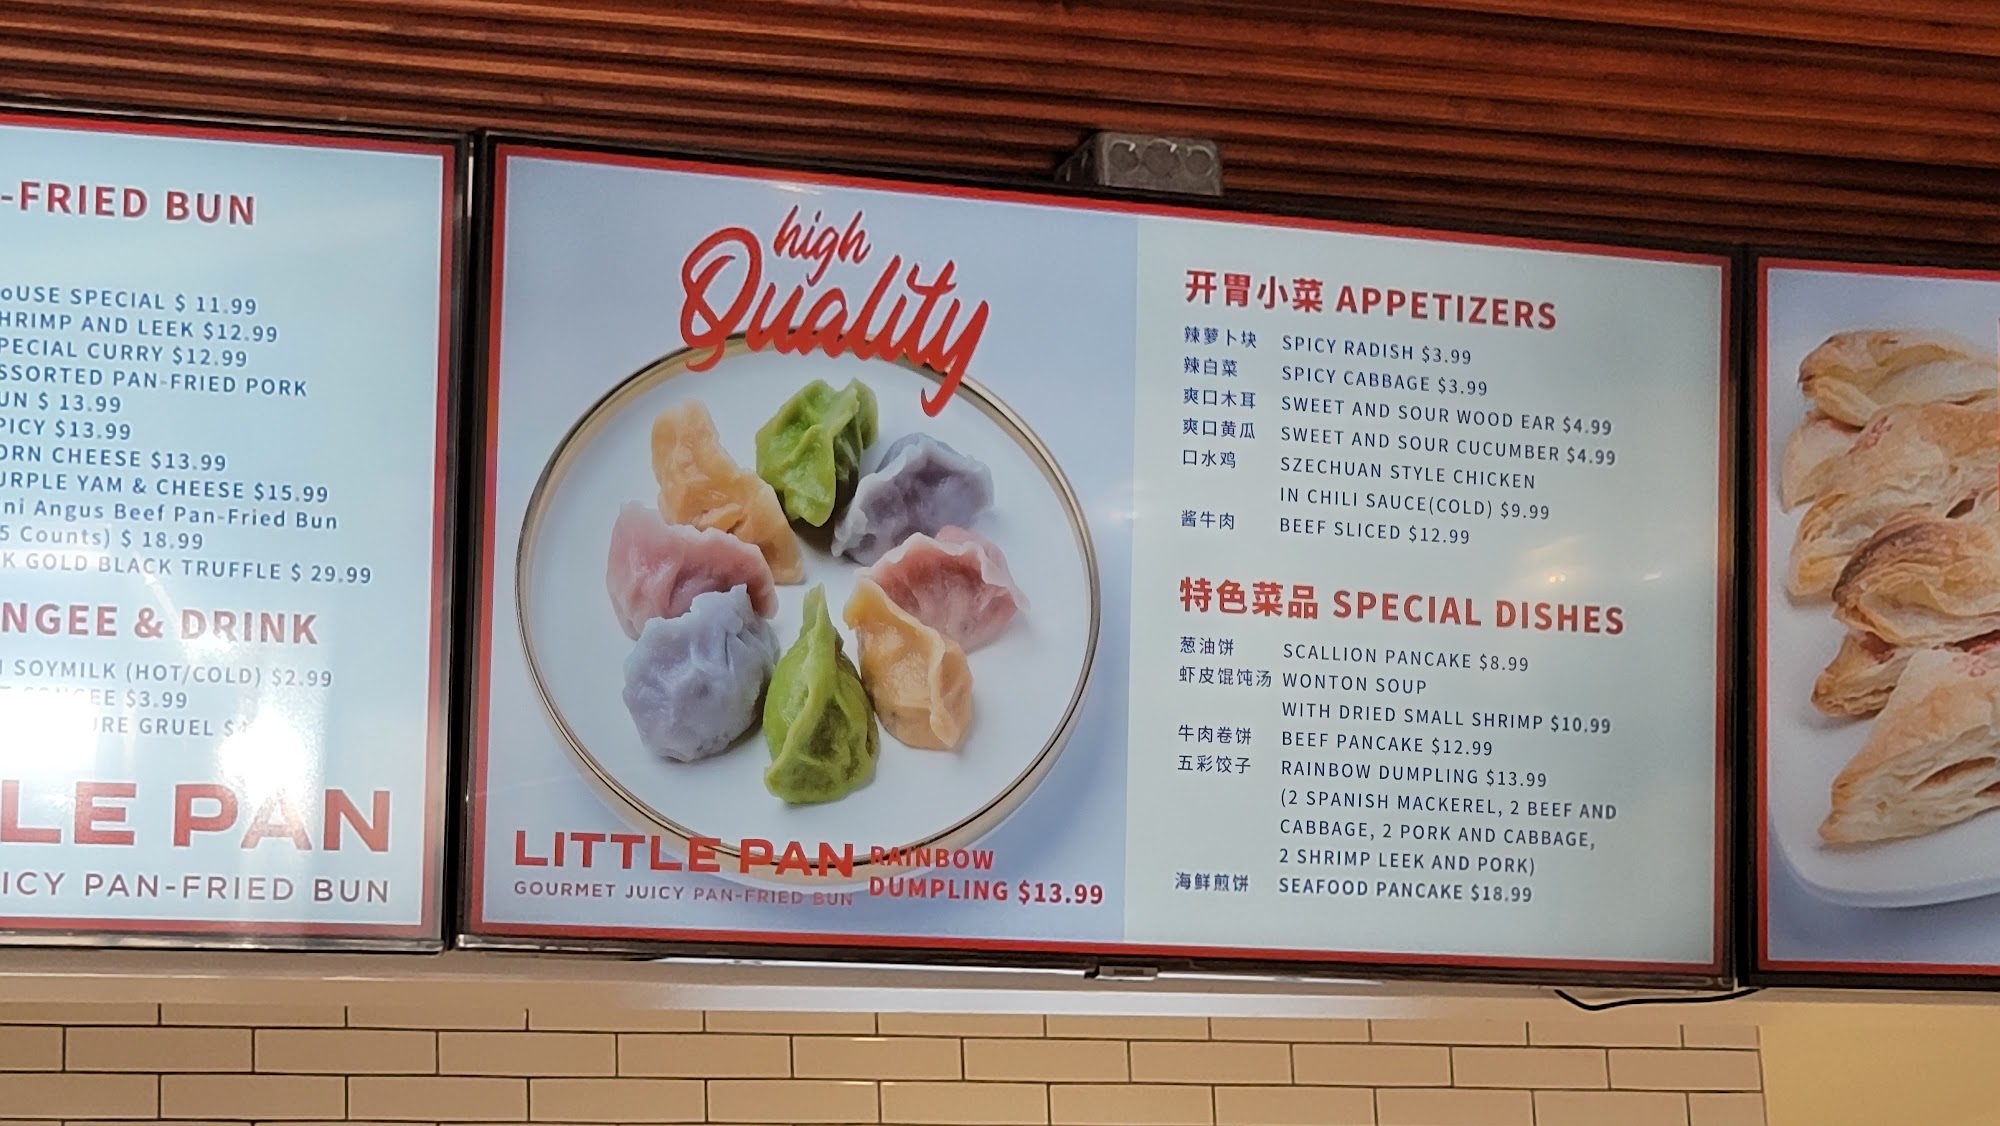 -FRIED BUN
oUSE SPECIAL $ 11.99
HRIMP AND LEEK $12.99
PECIAL CURRY $12.99
SSORTED PAN-FRIED PORK
UN $ 13.99
PICY $13.99
ORN CHEESE $13.99
URPLE YAM & CHEESE $15.99
ni Angus Beef Pan-Fried Bun
5 Counts) $ 18.99
K GOLD BLACK TRUFFLE $ 29.99
NGEE & DRINK
SOYMILK (HOT/COLD) $2.99
EE $3.99
URE GRUEL
LE PAN
ICY PAN-FRIED BUN
high
Quality
LITTLE PAN
GOURMET JUICY PAN-FRIED BUN
RAINBOW
DUMPLING $13.99
开胃小菜 APPETIZERS
辣萝卜块 SPICY RADISH $3.99
辣白菜 SPICY CABBAGE $3.99
爽口木耳 SWEET AND SOUR WOOD EAR $4.99
爽口黄瓜 SWEET AND SOUR CUCUMBER $4.99
口水鸡 SZECHUAN STYLE CHICKEN
IN CHILI SAUCE(COLD) $9.99
酱牛肉 BEEF SLICED $12.99
特色菜品 SPECIAL DISHES
葱油饼 SCALLION PANCAKE $8.99
虾皮馄饨汤 WONTON SOUP
WITH DRIED SMALL SHRIMP $10.99
牛肉卷饼 BEEF PANCAKE $12.99
五彩饺子 RAINBOW DUMPLING $13.99
(2 SPANISH MACKEREL, 2 BEEF AND
CABBAGE, 2 PORK AND CABBAGE,
2 SHRIMP LEEK AND PORK)
海鲜煎饼 SEAFOOD PANCAKE $18.99